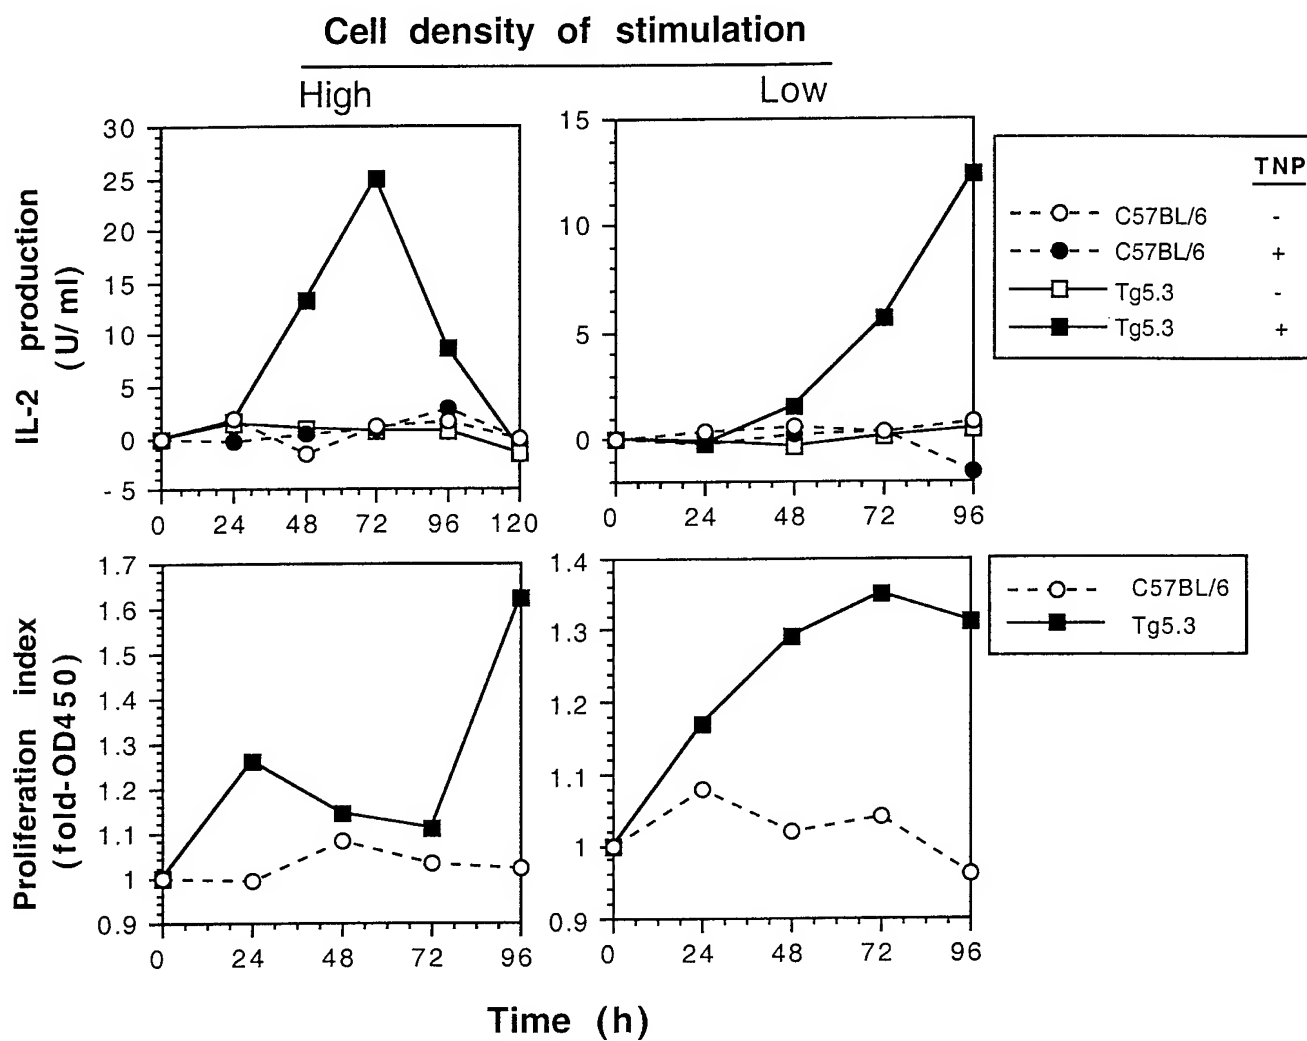 Cell density of stimulation
High
Low
IL-2 production
(U/ml)
30
25
20
15
10
5
0
-5
0 24 48 72 96 120
15
10
5
0
0 24 48 72 96
TNP
C57BL/6 -
C57BL/6 +
Tg5.3 -
Tg5.3 +
Proliferation index
(fold-OD450)
1.7
1.6
1.5
1.4
1.3
1.2
1.1
1
0.9
0 24 48 72 96
1.4
1.3
1.2
1.1
1
0.9
0 24 48 72 96
C57BL/6
Tg5.3
Time (h)